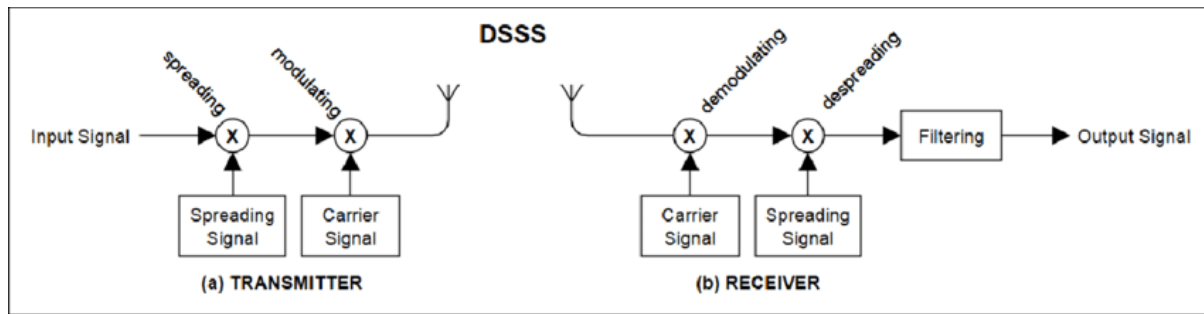 DSSS
spreading
modulating
demodulating
despreading
Input Signal
X
X
X
X
Filtering
Output Signal
Spreading
Signal
Carrier
Signal
Carrier
Signal
Spreading
Signal
(a) TRANSMITTER
(b) RECEIVER